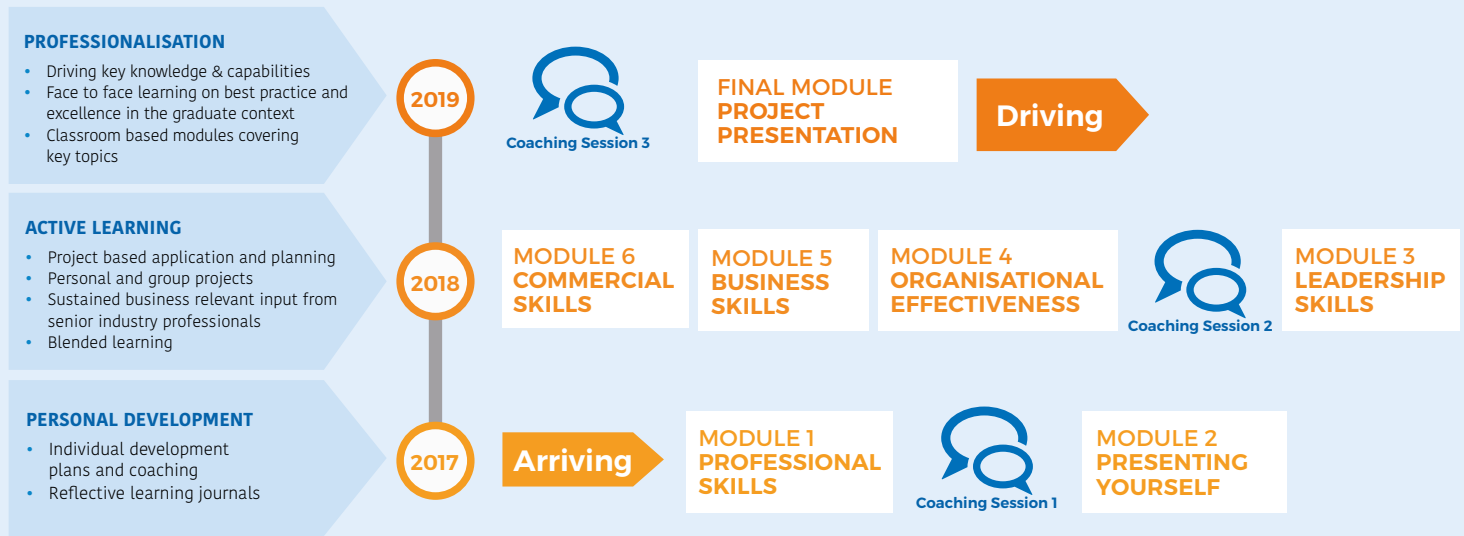 PROFESSIONALISATION
• Driving key knowledge & capabilities
• Face to face learning on best practice and
excellence in the graduate context
• Classroom based modules covering
key topics
2019
Coaching Session 3
FINAL MODULE
PROJECT
PRESENTATION
Driving
ACTIVE LEARNING
• Project based application and planning
• Personal and group projects
• Sustained business relevant input from
senior industry professionals
• Blended learning
2018
MODULE 6
COMMERCIAL
SKILLS
MODULE 5
BUSINESS
SKILLS
MODULE 4
ORGANISATIONAL
EFFECTIVENESS
Coaching Session 2
MODULE 3
LEADERSHIP
SKILLS
PERSONAL DEVELOPMENT
• Individual development
plans and coaching
• Reflective learning journals
2017
Arriving
MODULE 1
PROFESSIONAL
SKILLS
Coaching Session 1
MODULE 2
PRESENTING
YOURSELF